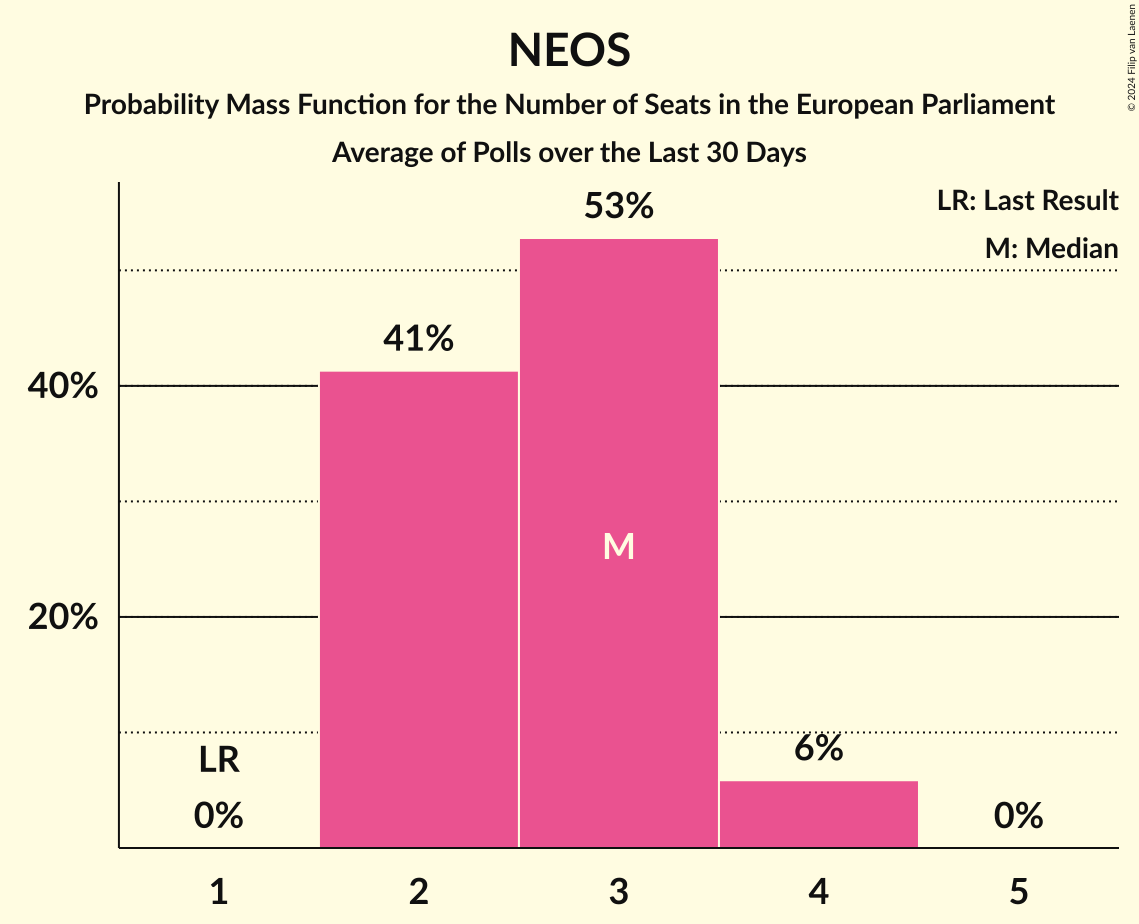 NEOS
Probability Mass Function for the Number of Seats in the European Parliament
Average of Polls over the Last 30 Days
© 2024 Filip van Laenen
LR: Last Result
M: Median
53%
41%
40%
M
20%
LR
0%
6%
0%
1 2 3 4 5